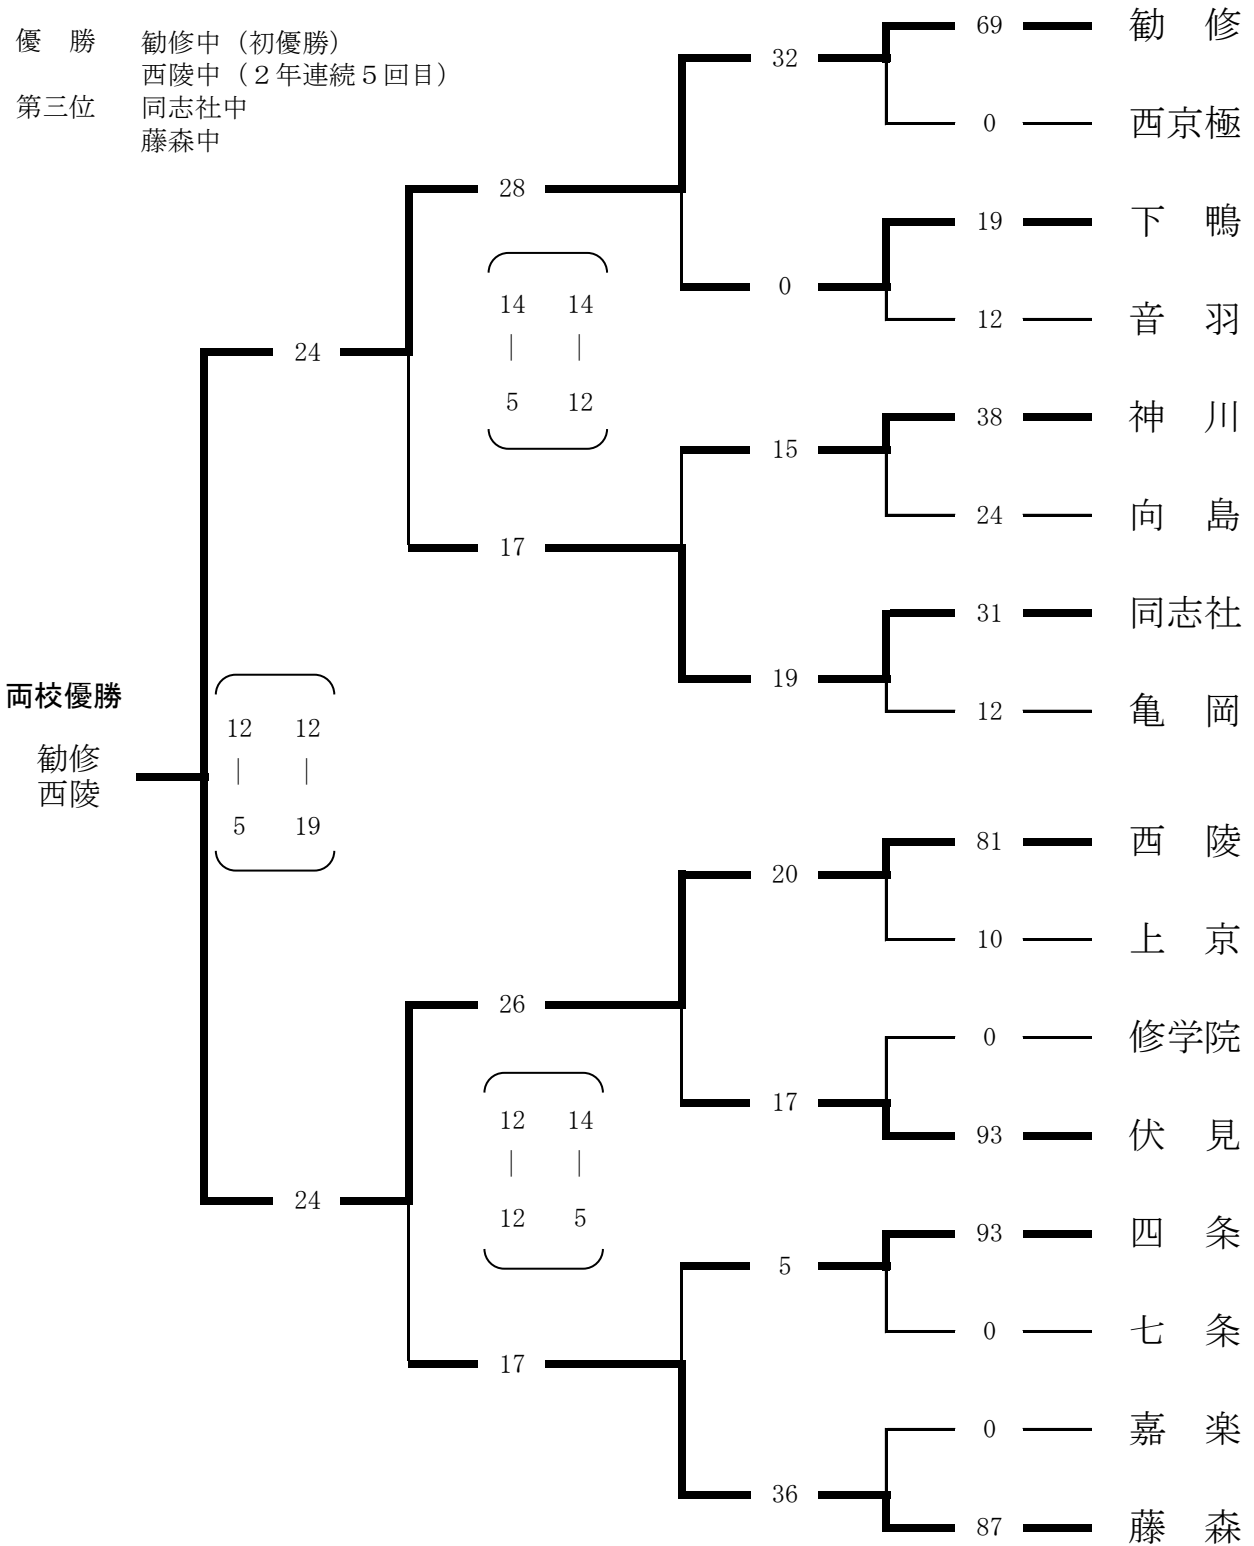 優　勝　勧修中（初優勝）
西陵中（２年連続５回目）
第三位　同志社中
藤森中
69　勧　修
32
0　西京極
28
19　下　鴨
0
12　音　羽
14　14
｜　｜
5　12
24
38　神　川
15
24　向　島
17
31　同志社
19
12　亀　岡
両校優勝
勧修
西陵
12　12
｜　｜
5　19
81　西　陵
20
10　上　京
26
0　修学院
17
93　伏　見
12　14
｜　｜
12　5
24
93　四　条
5
0　七　条
17
0　嘉　楽
36
87　藤　森